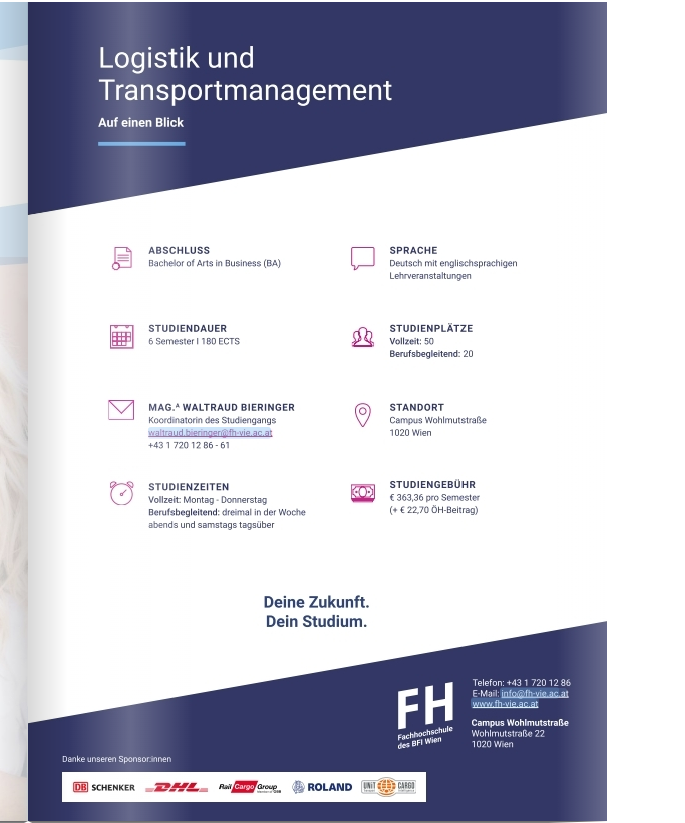 Logistik und
Transportmanagement
Auf einen Blick
ABSCHLUSS
Bachelor of Arts in Business (BA)
SPRACHE
Deutsch mit englischsprachigen
Lehrveranstaltungen
STUDIENDAUER
6 Semester I 180 ECTS
STUDIENPLÄTZE
Vollzeit: 50
Berufsbegleitend: 20
MAG.ᴬ WALTRAUD BIERINGER
Koordinatorin des Studiengangs
waltraud.bieringer@fh-vie.ac.at
+43 1 720 12 86 - 61
STANDORT
Campus Wohlmutstraße
1020 Wien
STUDIENZEITEN
Vollzeit: Montag - Donnerstag
Berufsbegleitend: dreimal in der Woche
abends und samstags tagsüber
STUDIENGEBÜHR
€ 363,36 pro Semester
(+ € 22,70 ÖH-Beitrag)
Deine Zukunft.
Dein Studium.
FH
Fachhochschule
des BFI Wien
Telefon: +43 1 720 12 86
E-Mail: info@fh-vie.ac.at
www.fh-vie.ac.at
Campus Wohlmutstraße
Wohlmutstraße 22
1020 Wien
Danke unseren Sponsor:innen
DB SCHENKER
DHL
Rail Cargo Group
ROLAND
UNIT CARGO